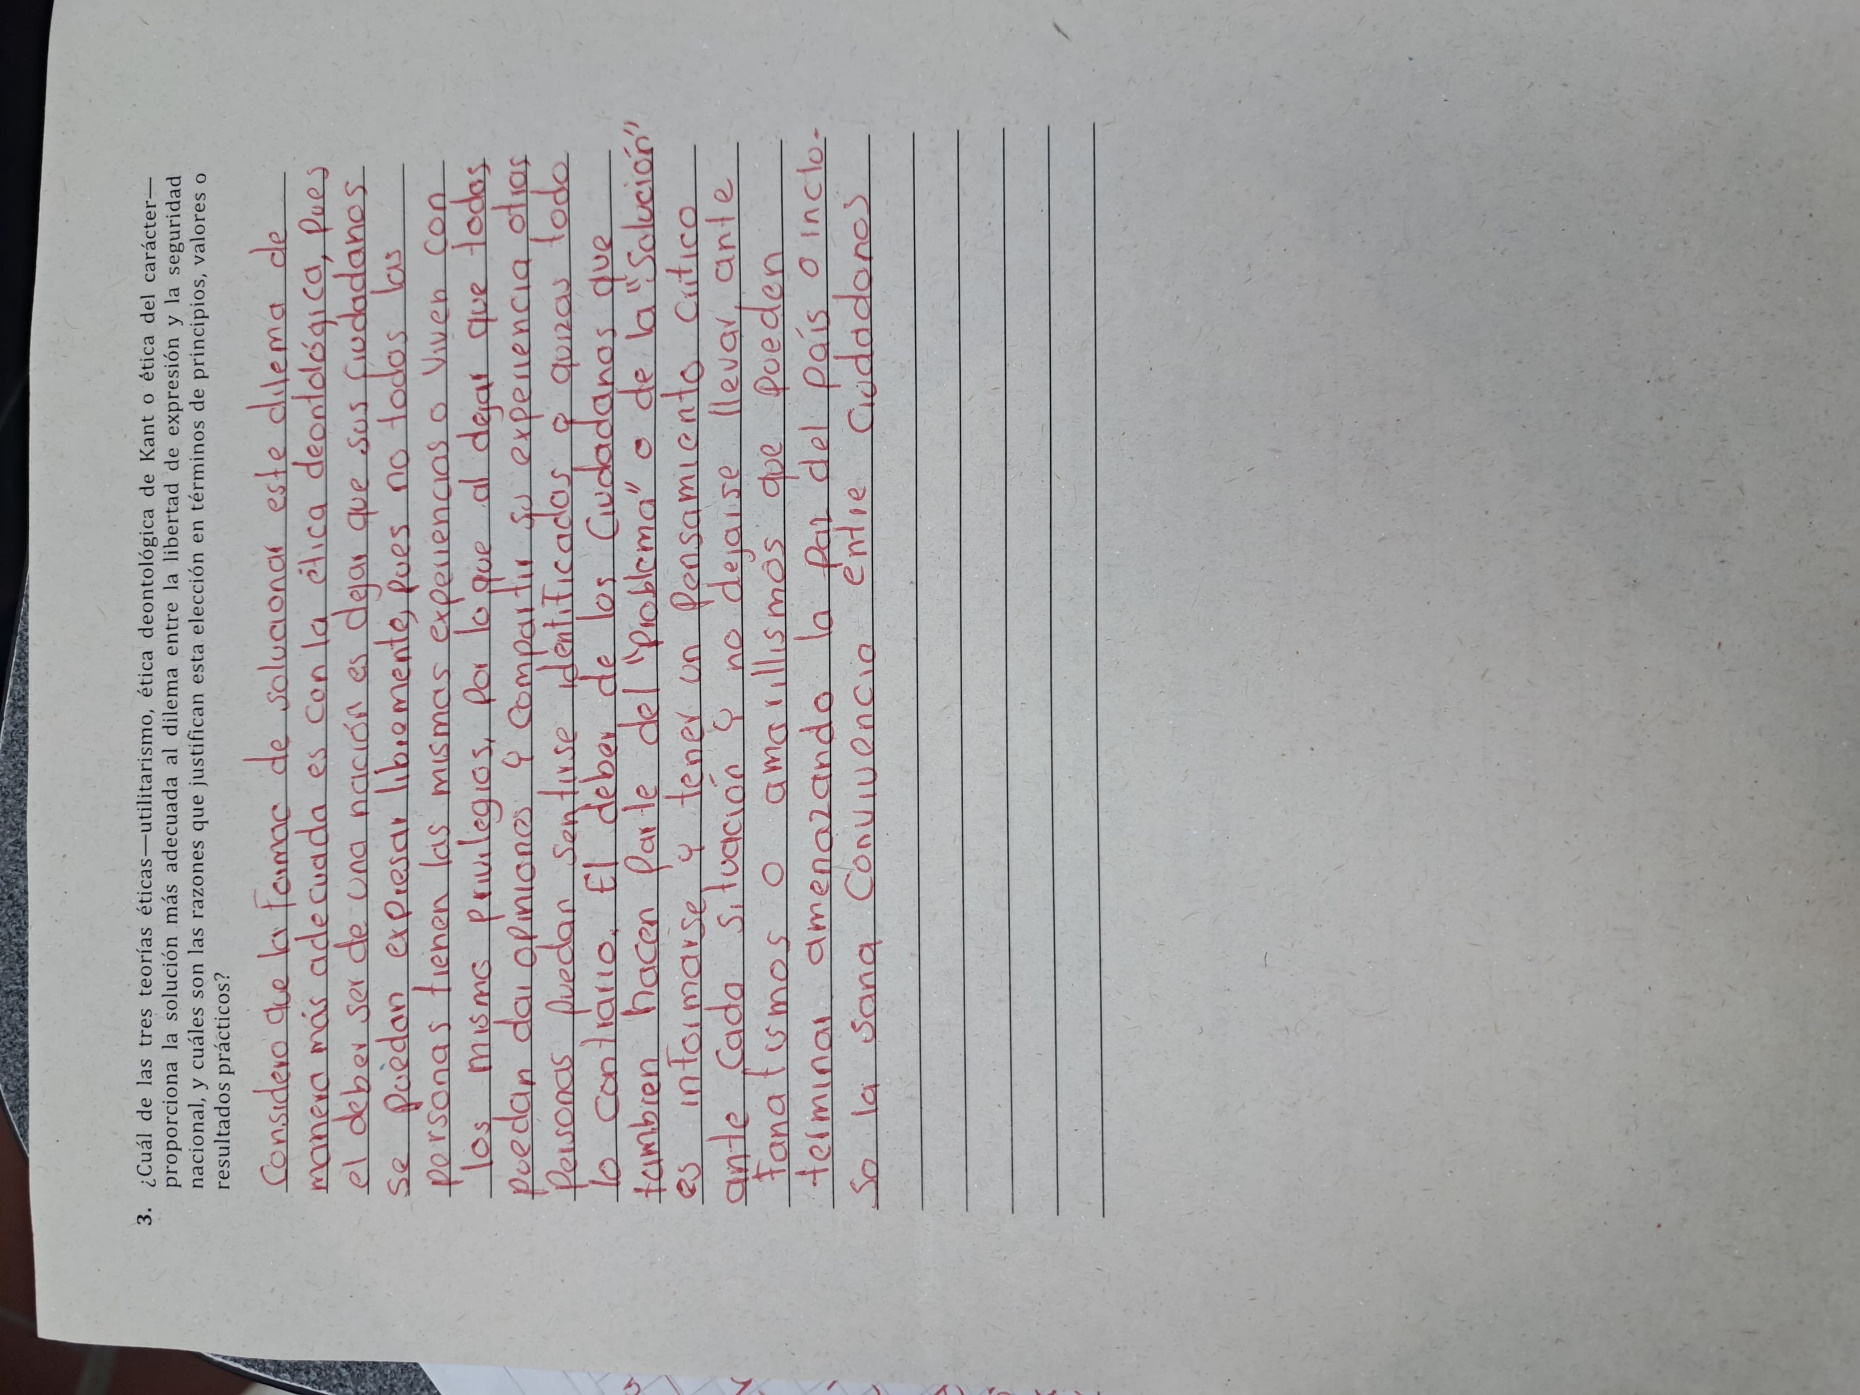 3. ¿Cuál de las tres teorías éticas—utilitarismo, ética deontológica de Kant o ética del carácter—
proporciona la solución más adecuada al dilema entre la libertad de expresión y la seguridad
nacional, y cuáles son las razones que justifican esta elección en términos de principios, valores o
resultados prácticos?
Considero que la forma de solucionar este dilema de
manera más adecuada es con la ética deontológica, pues
el deber ser de una nación es dejar que sus ciudadanos
se puedan expresar libremente, pues no todos las
personas tienen las mismas experiencias o viven con
los mismo privilegios, por lo que al dejar que todas
puedan dar opiniones y compartir su experiencia otras
personas puedan sentirse identificados o quizas todo
lo contrario. El deber de los ciudadanos que
tambien hacen parte del "problema" o de la "solución"
es informarse y tener un pensamiento critico
ante cada situación y no dejarse llevar ante
fanatismos o amarillismos que pueden
terminar amenazando la paz del país o inclu-
so la sana convivencia entre ciudadanos